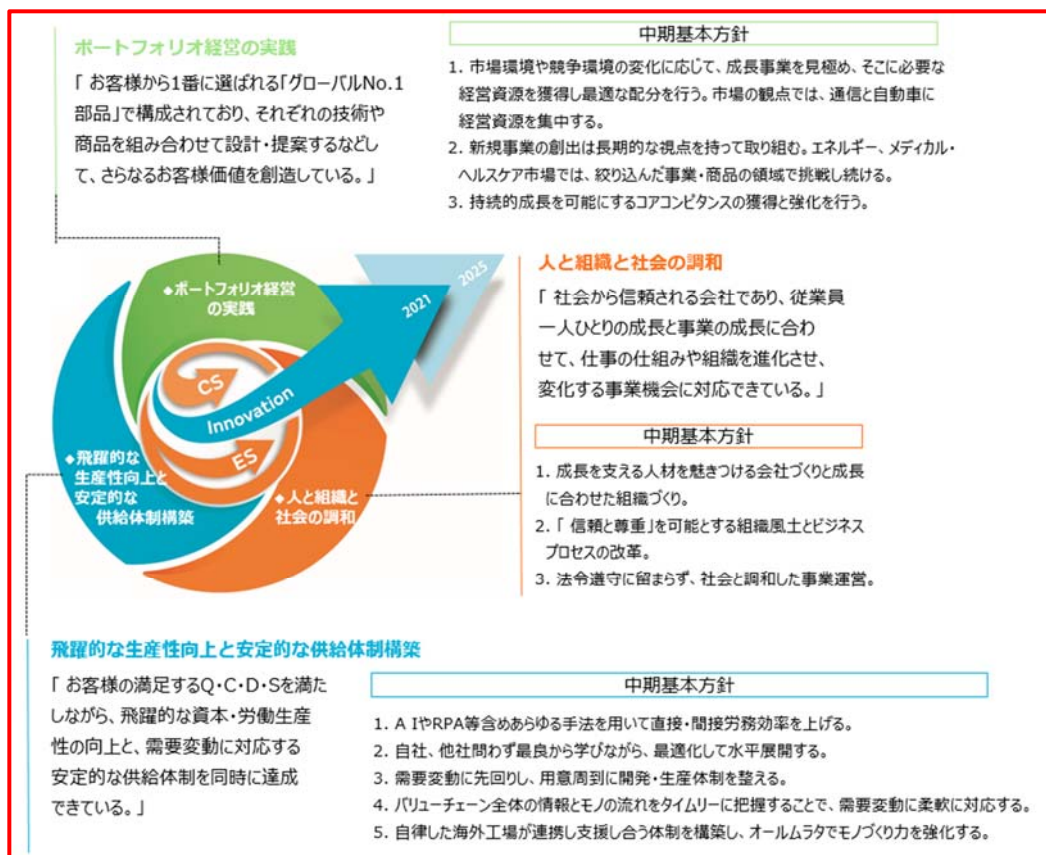 ポートフォリオ経営の実践
「 お客様から1番に選ばれる「グローバルNo.1
部品」で構成されており、それぞれの技術や
商品を組み合わせて設計・提案するなどし
て、さらなるお客様価値を創造している。」
中期基本方針
1. 市場環境や競争環境の変化に応じて、成長事業を見極め、そこに必要な
経営資源を獲得し最適な配分を行う。市場の観点では、通信と自動車に
経営資源を集中する。
2. 新規事業の創出は長期的な視点を持って取り組む。エネルギー、メディカル・
ヘルスケア市場では、絞り込んだ事業・商品の領域で挑戦し続ける。
3. 持続的成長を可能にするコアコンピタンスの獲得と強化を行う。
◆ポートフォリオ経営
の実践
2021
2025
CS
Innovation
ES
◆飛躍的な
生産性向上と
安定的な
供給体制構築
◆人と組織と
社会の調和
人と組織と社会の調和
「 社会から信頼される会社であり、従業員
一人ひとりの成長と事業の成長に合わ
せて、仕事の仕組みや組織を進化させ、
変化する事業機会に対応できている。」
中期基本方針
1. 成長を支える人材を魅きつける会社づくりと成長
に合わせた組織づくり。
2. 「 信頼と尊重」を可能とする組織風土とビジネス
プロセスの改革。
3. 法令遵守に留まらず、社会と調和した事業運営。
飛躍的な生産性向上と安定的な供給体制構築
「 お客様の満足するQ・C・D・Sを満た
しながら、飛躍的な資本・労働生産
性の向上と、需要変動に対応する
安定的な供給体制を同時に達成
できている。」
中期基本方針
1. A IやRPA等含めあらゆる手法を用いて直接・間接労務効率を上げる。
2. 自社、他社問わず最良から学びながら、最適化して水平展開する。
3. 需要変動に先回りし、用意周到に開発・生産体制を整える。
4. バリューチェーン全体の情報とモノの流れをタイムリーに把握することで、需要変動に柔軟に対応する。
5. 自律した海外工場が連携し支援し合う体制を構築し、オールムラタでモノづくり力を強化する。